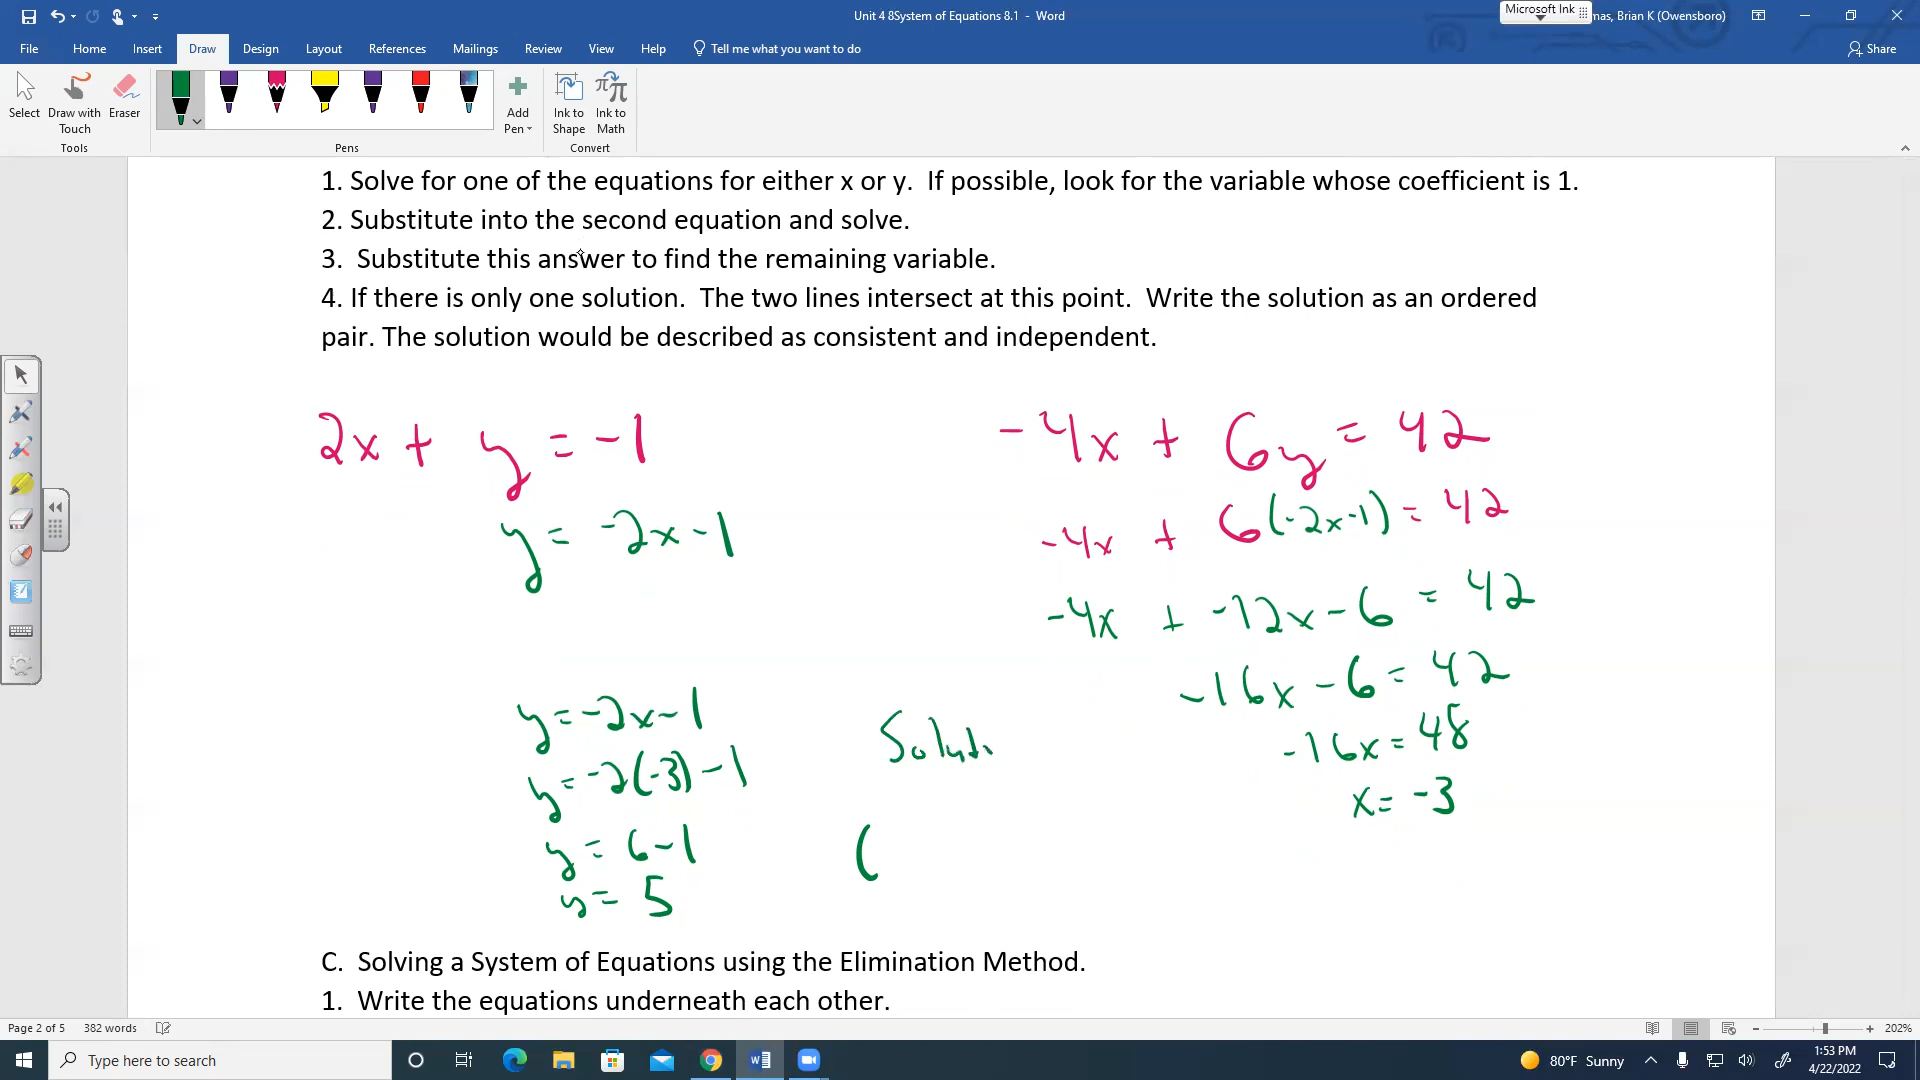 Unit 4 8System of Equations 8.1 - Word
Microsoft Ink
mas, Brian K (Owensboro)
File Home Insert Draw Design Layout References Mailings Review View Help Tell me what you want to do
Share
Select
Draw with Touch
Eraser
Add Pen
Ink to Shape
Ink to Math
Tools
Pens
Convert
1. Solve for one of the equations for either x or y. If possible, look for the variable whose coefficient is 1.
2. Substitute into the second equation and solve.
3. Substitute this answer to find the remaining variable.
4. If there is only one solution. The two lines intersect at this point. Write the solution as an ordered
pair. The solution would be described as consistent and independent.
2x + y = -1
y = -2x - 1
y = -2x - 1
y = -2(-3) - 1
y = 6 - 1
y = 5
Soluti
(
-4x + 6y = 42
-4x + 6(-2x-1) = 42
-4x + -12x - 6 = 42
-16x - 6 = 42
-16x = 48
x = -3
C. Solving a System of Equations using the Elimination Method.
1. Write the equations underneath each other.
Page 2 of 5 382 words
202%
Type here to search
80°F Sunny
1:53 PM
4/22/2022